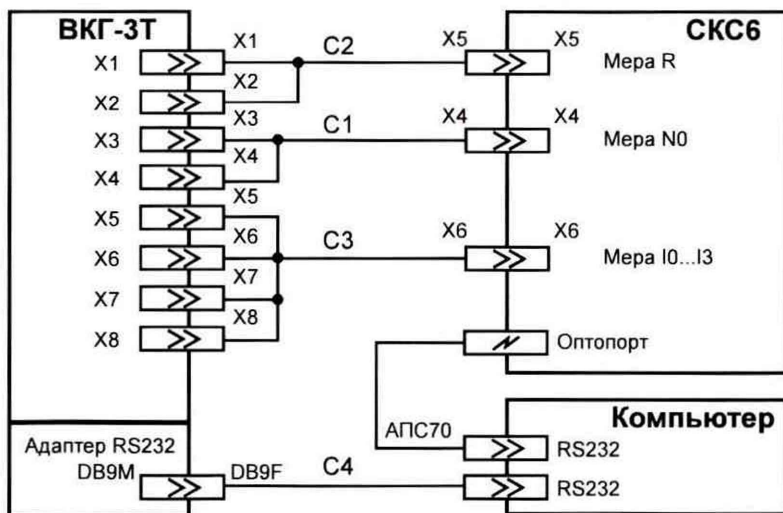 ВКГ-3Т
СКС6
X1 X1 C2 X5 X5 Мера R
X2 X2
X3 X3 C1 X4 X4 Мера N0
X4 X4
X5 X5
X6 X6 C3 X6 X6 Мера I0...I3
X7 X7
X8 X8
Оптопорт
Компьютер
Адаптер RS232
АПС70
RS232
DB9M DB9F C4 RS232